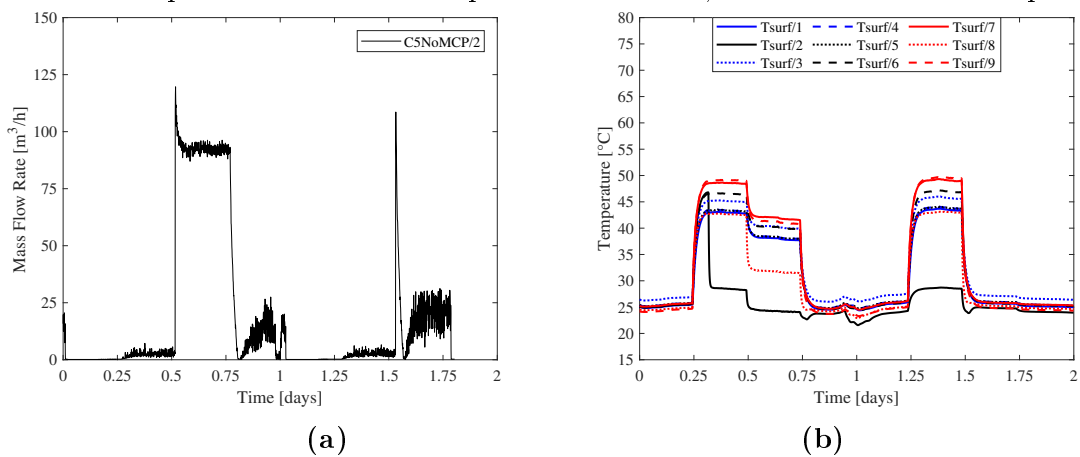 150
125
100
75
50
25
0
Mass Flow Rate [m³/h]
C5NoMCP/2
0 0.25 0.5 0.75 1 1.25 1.5 1.75 2
Time [days]
(a)
80
75
70
65
60
55
50
45
40
35
30
25
20
15
Temperature [°C]
Tsurf/1 Tsurf/4 Tsurf/7
Tsurf/2 Tsurf/5 Tsurf/8
Tsurf/3 Tsurf/6 Tsurf/9
0 0.25 0.5 0.75 1 1.25 1.5 1.75 2
Time [days]
(b)